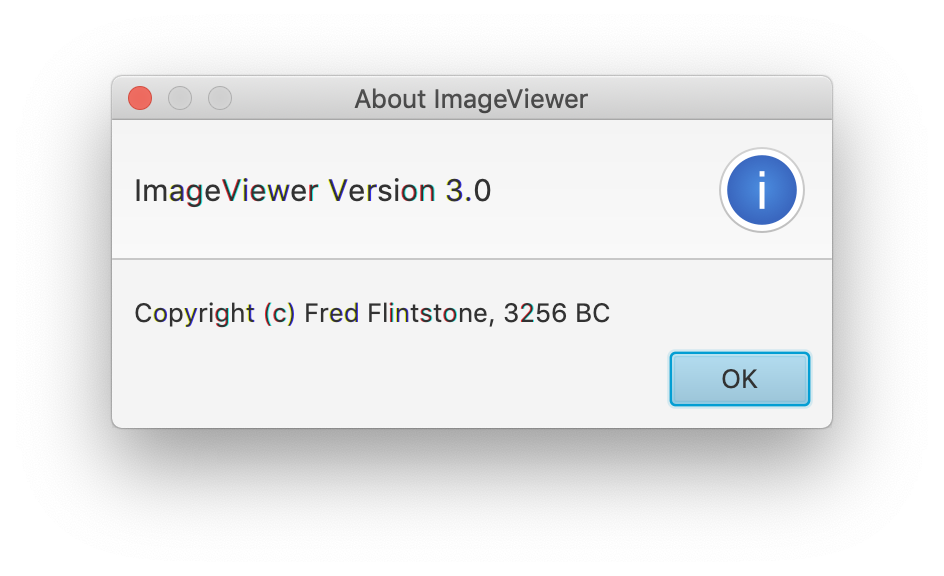 About ImageViewer
ImageViewer Version 3.0
i
Copyright (c) Fred Flintstone, 3256 BC
OK